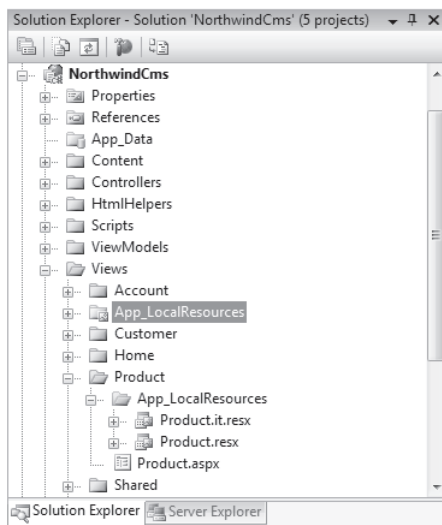 Solution Explorer - Solution 'NorthwindCms' (5 projects)
NorthwindCms
Properties
References
App_Data
Content
Controllers
HtmlHelpers
Scripts
ViewModels
Views
Account
App_LocalResources
Customer
Home
Product
App_LocalResources
Product.it.resx
Product.resx
Product.aspx
Shared
Solution Explorer Server Explorer